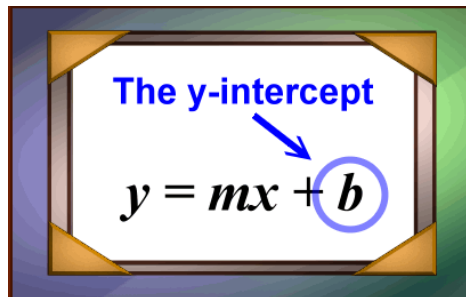 The y-intercept
y = mx + b